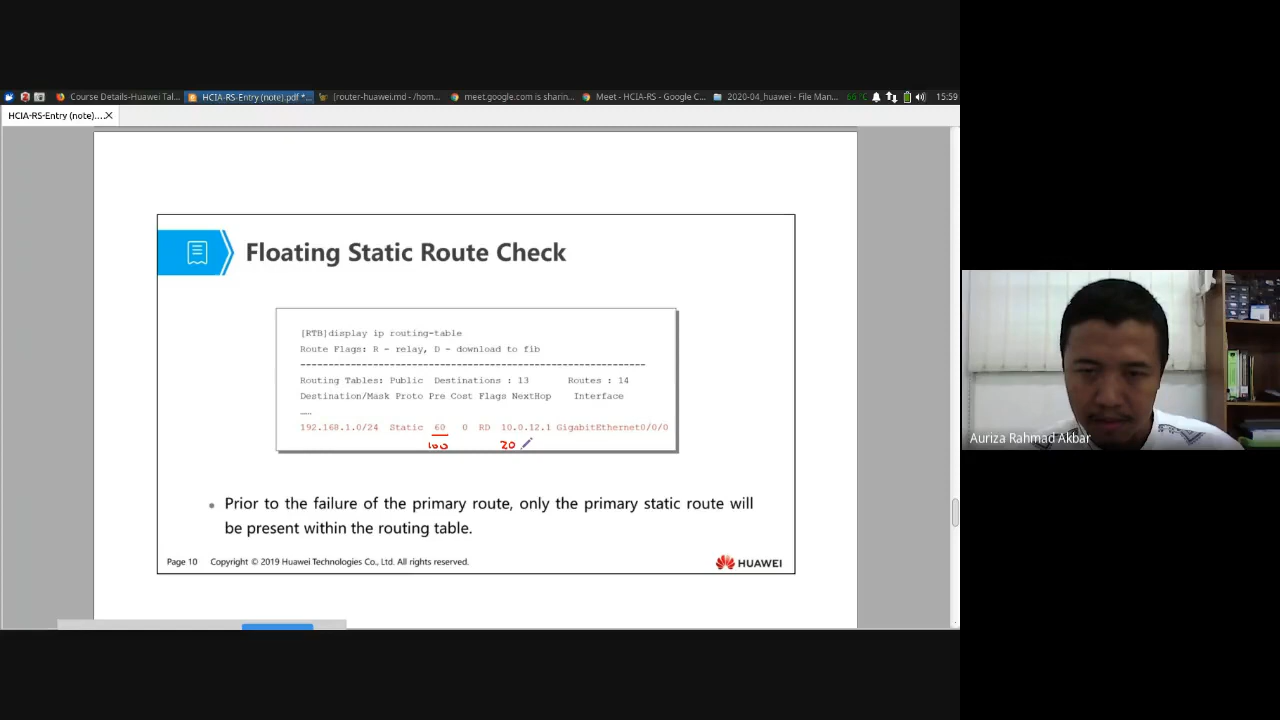 Course Details-Huawei Tal...
HCIA-RS-Entry (note).pdf *...
(router-huawei.md - /hom...
meet.google.com is sharin...
Meet - HCIA-RS - Google C...
2020-04_huawei - File Man...
66°C
15:59
HCIA-RS-Entry (note)....
Floating Static Route Check
[RTB]display ip routing-table
Route Flags: R - relay, D - download to fib
----------------------------------------------------------------
Routing Tables: Public Destinations : 13 Routes : 14
Destination/Mask Proto Pre Cost Flags NextHop Interface
……
192.168.1.0/24 Static 60 0 RD 10.0.12.1 GigabitEthernet0/0/0
100 20
• Prior to the failure of the primary route, only the primary static route will
be present within the routing table.
Page 10 Copyright © 2019 Huawei Technologies Co., Ltd. All rights reserved.
HUAWEI
Auriza Rahmad Akbar